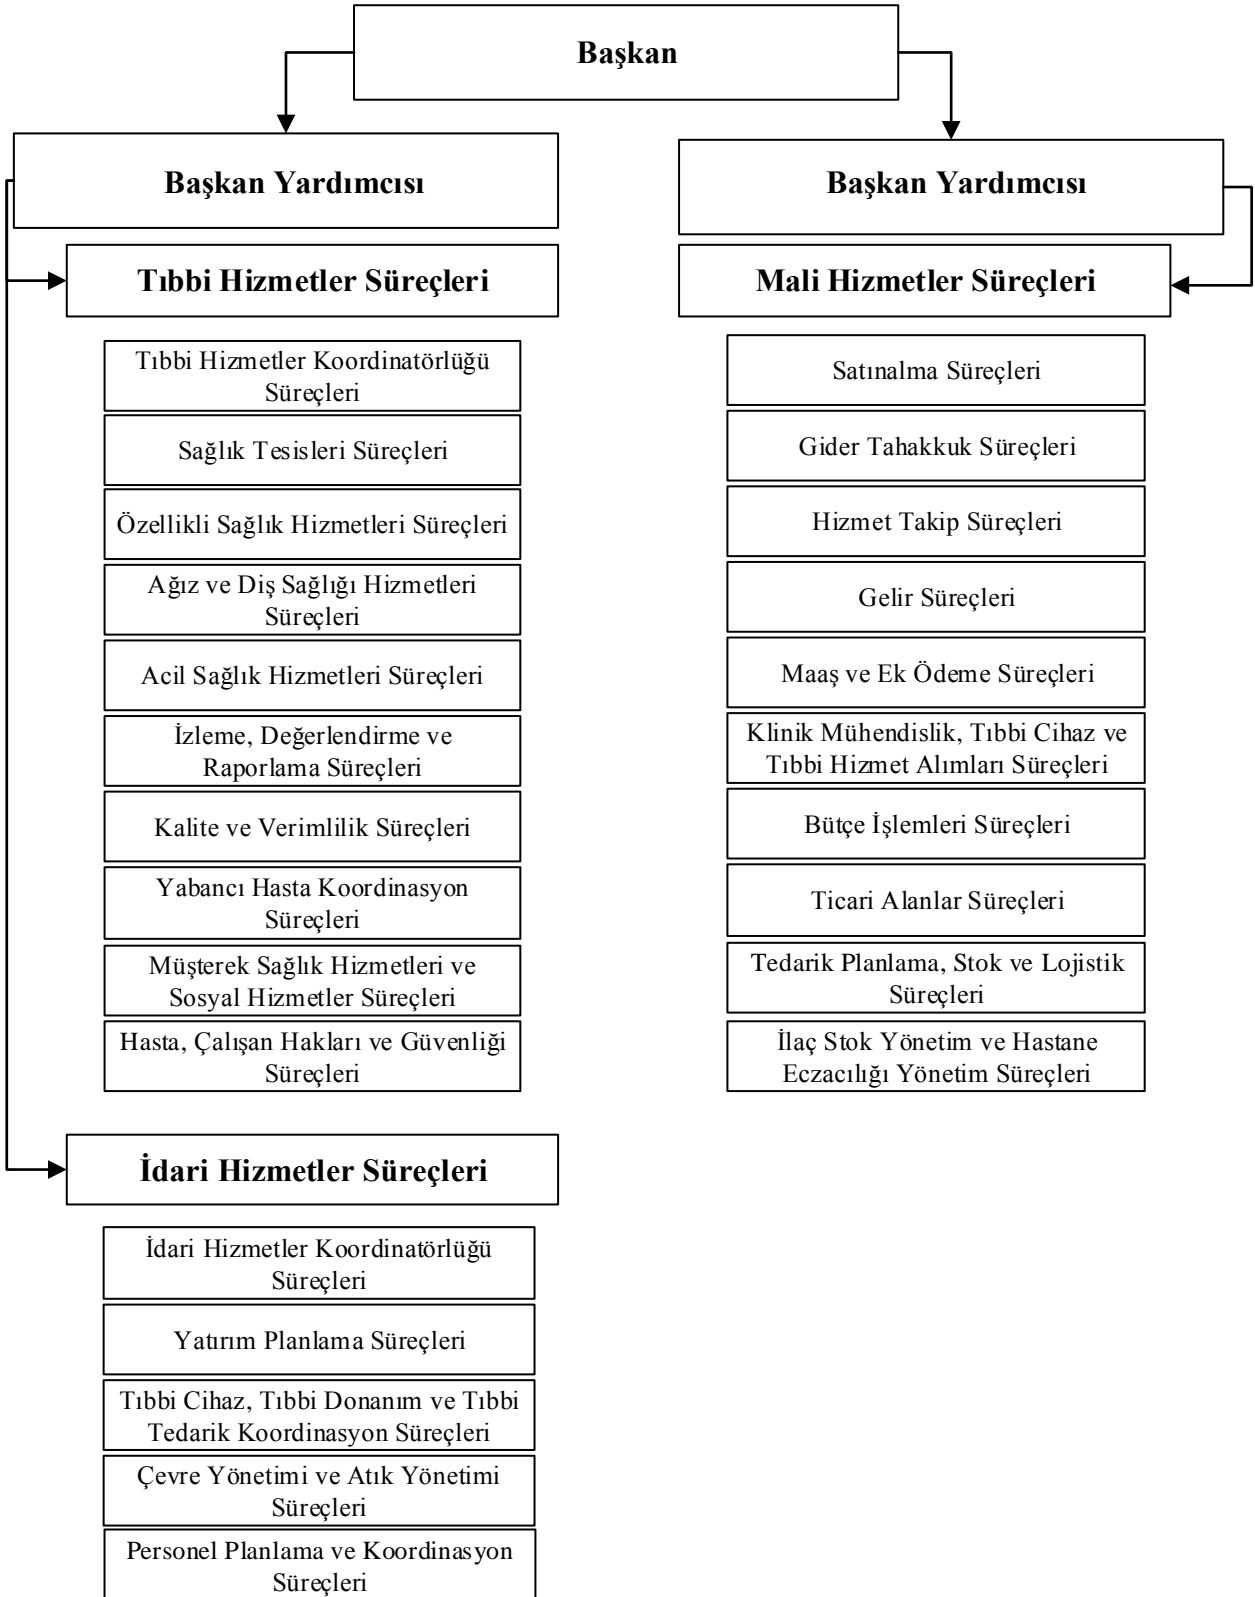 Başkan
Başkan Yardımcısı
Başkan Yardımcısı
Tıbbi Hizmetler Süreçleri
Tıbbi Hizmetler Koordinatörlüğü
Süreçleri
Sağlık Tesisleri Süreçleri
Özellikli Sağlık Hizmetleri Süreçleri
Ağız ve Diş Sağlığı Hizmetleri
Süreçleri
Acil Sağlık Hizmetleri Süreçleri
İzleme, Değerlendirme ve
Raporlama Süreçleri
Kalite ve Verimlilik Süreçleri
Yabancı Hasta Koordinasyon
Süreçleri
Müşterek Sağlık Hizmetleri ve
Sosyal Hizmetler Süreçleri
Hasta, Çalışan Hakları ve Güvenliği
Süreçleri
Mali Hizmetler Süreçleri
Satınalma Süreçleri
Gider Tahakkuk Süreçleri
Hizmet Takip Süreçleri
Gelir Süreçleri
Maaş ve Ek Ödeme Süreçleri
Klinik Mühendislik, Tıbbi Cihaz ve
Tıbbi Hizmet Alımları Süreçleri
Bütçe İşlemleri Süreçleri
Ticari Alanlar Süreçleri
Tedarik Planlama, Stok ve Lojistik
Süreçleri
İlaç Stok Yönetim ve Hastane
Eczacılığı Yönetim Süreçleri
İdari Hizmetler Süreçleri
İdari Hizmetler Koordinatörlüğü
Süreçleri
Yatırım Planlama Süreçleri
Tıbbi Cihaz, Tıbbi Donanım ve Tıbbi
Tedarik Koordinasyon Süreçleri
Çevre Yönetimi ve Atık Yönetimi
Süreçleri
Personel Planlama ve Koordinasyon
Süreçleri